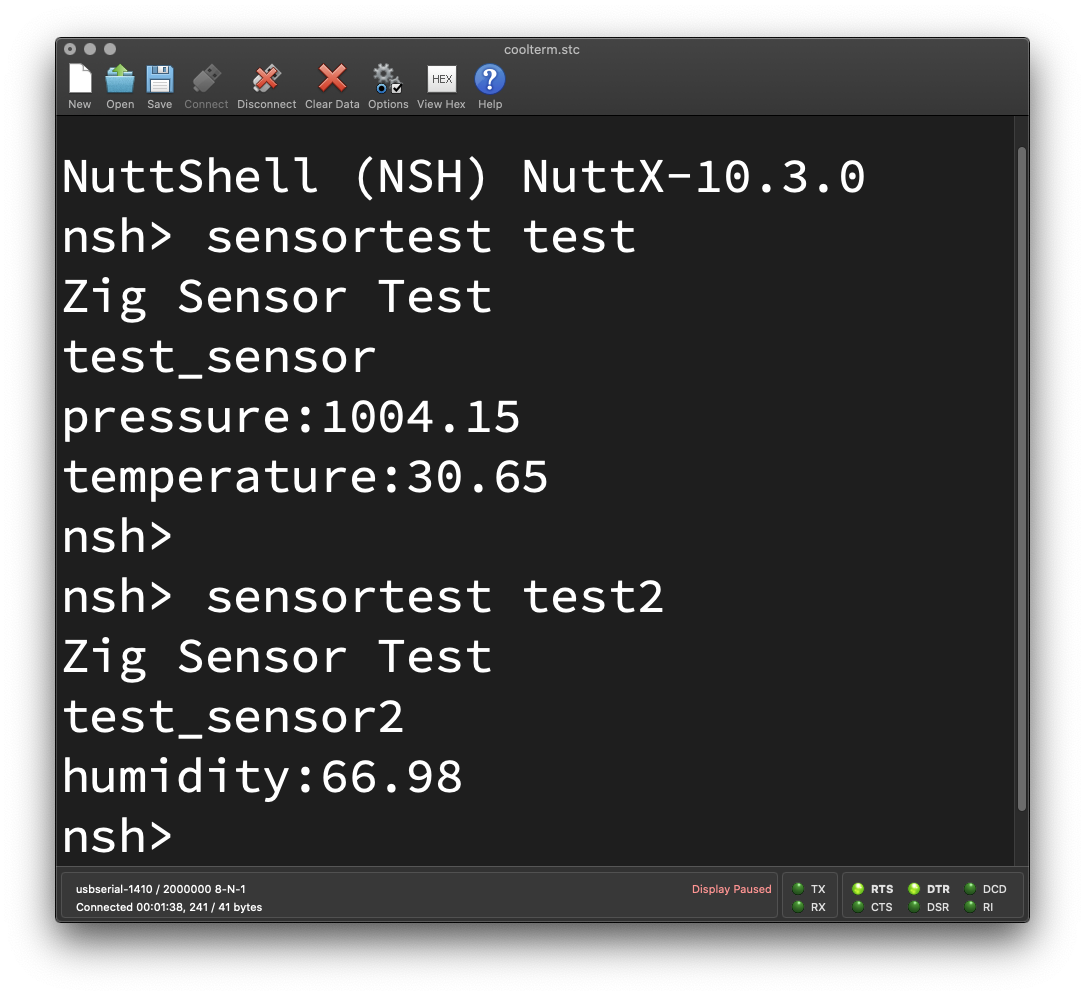 coolterm.stc
New Open Save Connect Disconnect Clear Data Options View Hex Help
HEX
?
NuttShell (NSH) NuttX-10.3.0
nsh> sensortest test
Zig Sensor Test
test_sensor
pressure:1004.15
temperature:30.65
nsh>
nsh> sensortest test2
Zig Sensor Test
test_sensor2
humidity:66.98
nsh>
usbserial-1410 / 2000000 8-N-1
Connected 00:01:38, 241 / 41 bytes
Display Paused
TX RTS DTR DCD
RX CTS DSR RI